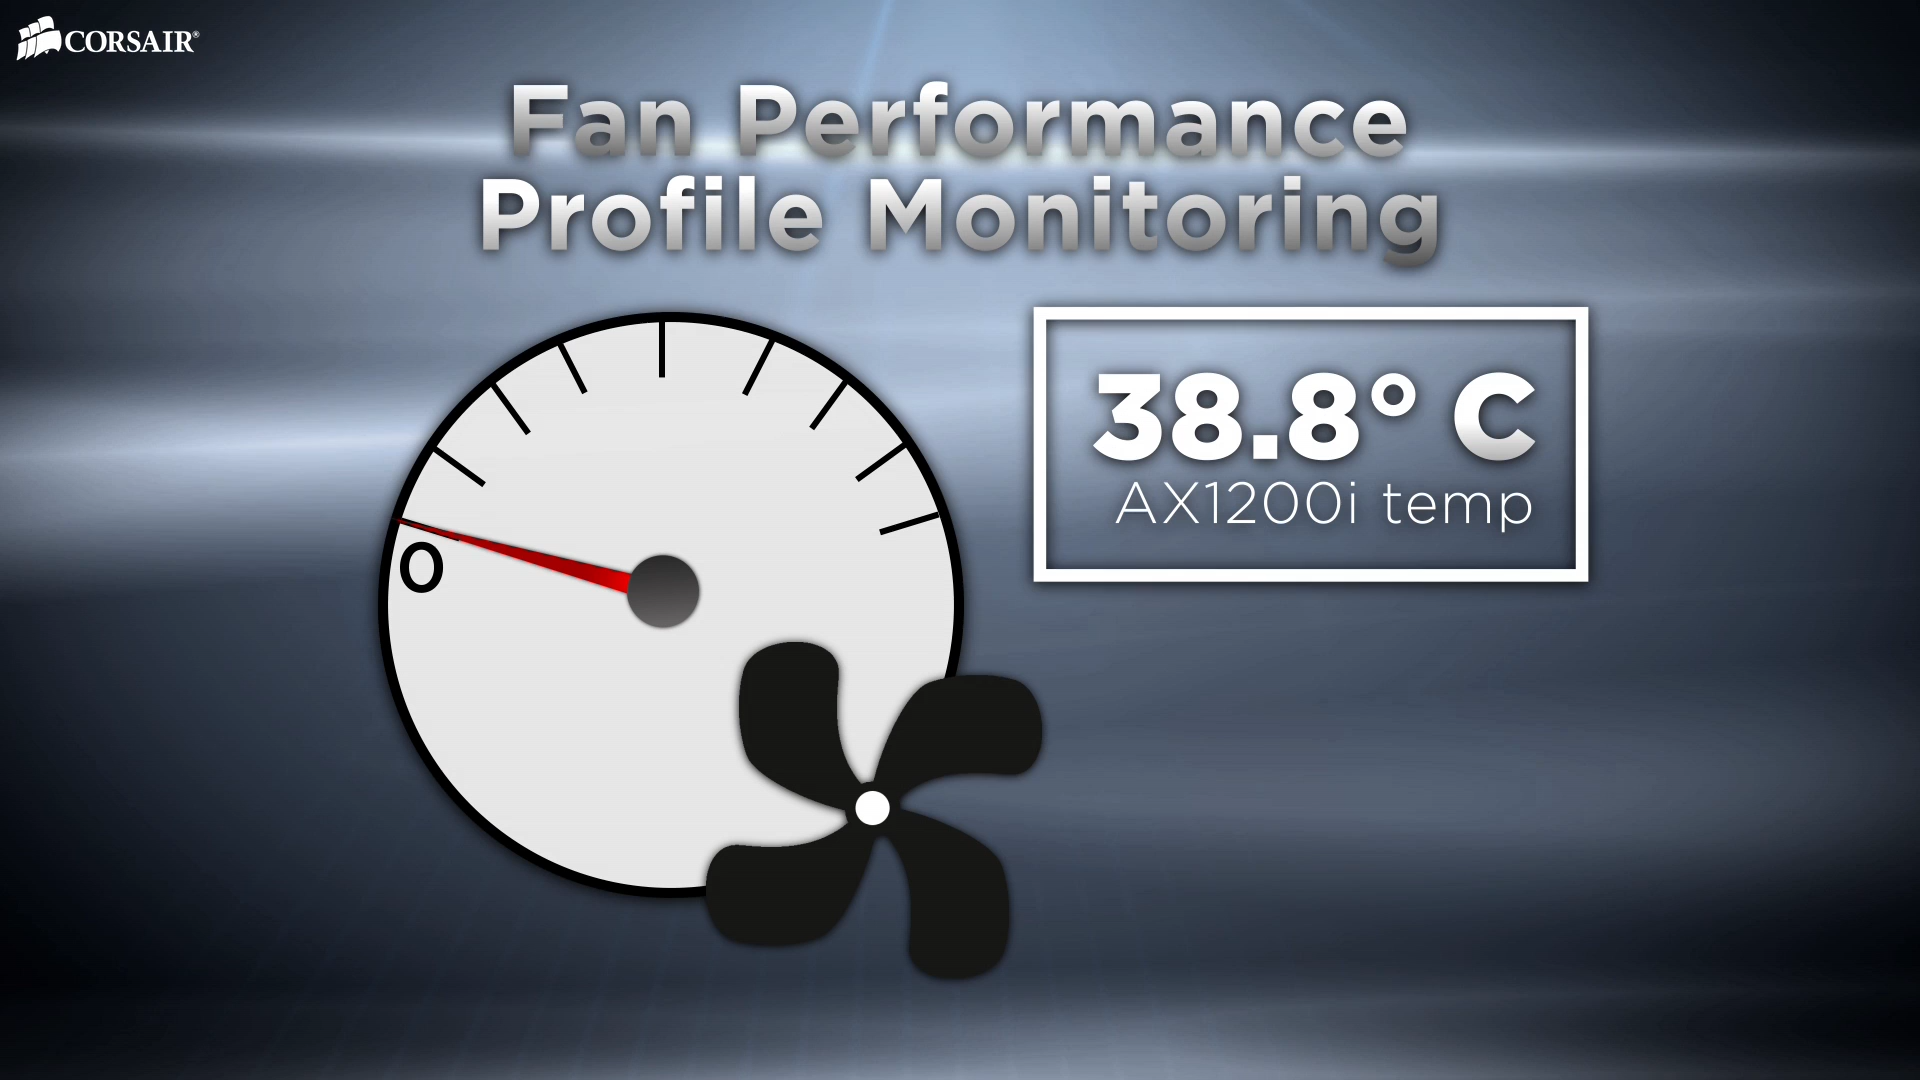 CORSAIR®
Fan Performance
Profile Monitoring
38.8° C
AX1200i temp
0